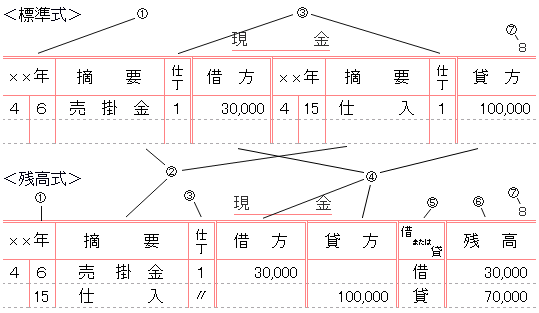 ＜標準式＞
① ③ ⑦
現 金 8
××年 摘 要 仕丁 借 方 ××年 摘 要 仕丁 貸 方
4 6 売 掛 金 1 30,000 4 15 仕 入 1 100,000
② ④
＜残高式＞
① ③ ⑤ ⑥ ⑦
現 金 8
××年 摘 要 仕丁 借 方 貸 方 借または貸 残 高
4 6 売 掛 金 1 30,000 借 30,000
15 仕 入 〃 100,000 貸 70,000